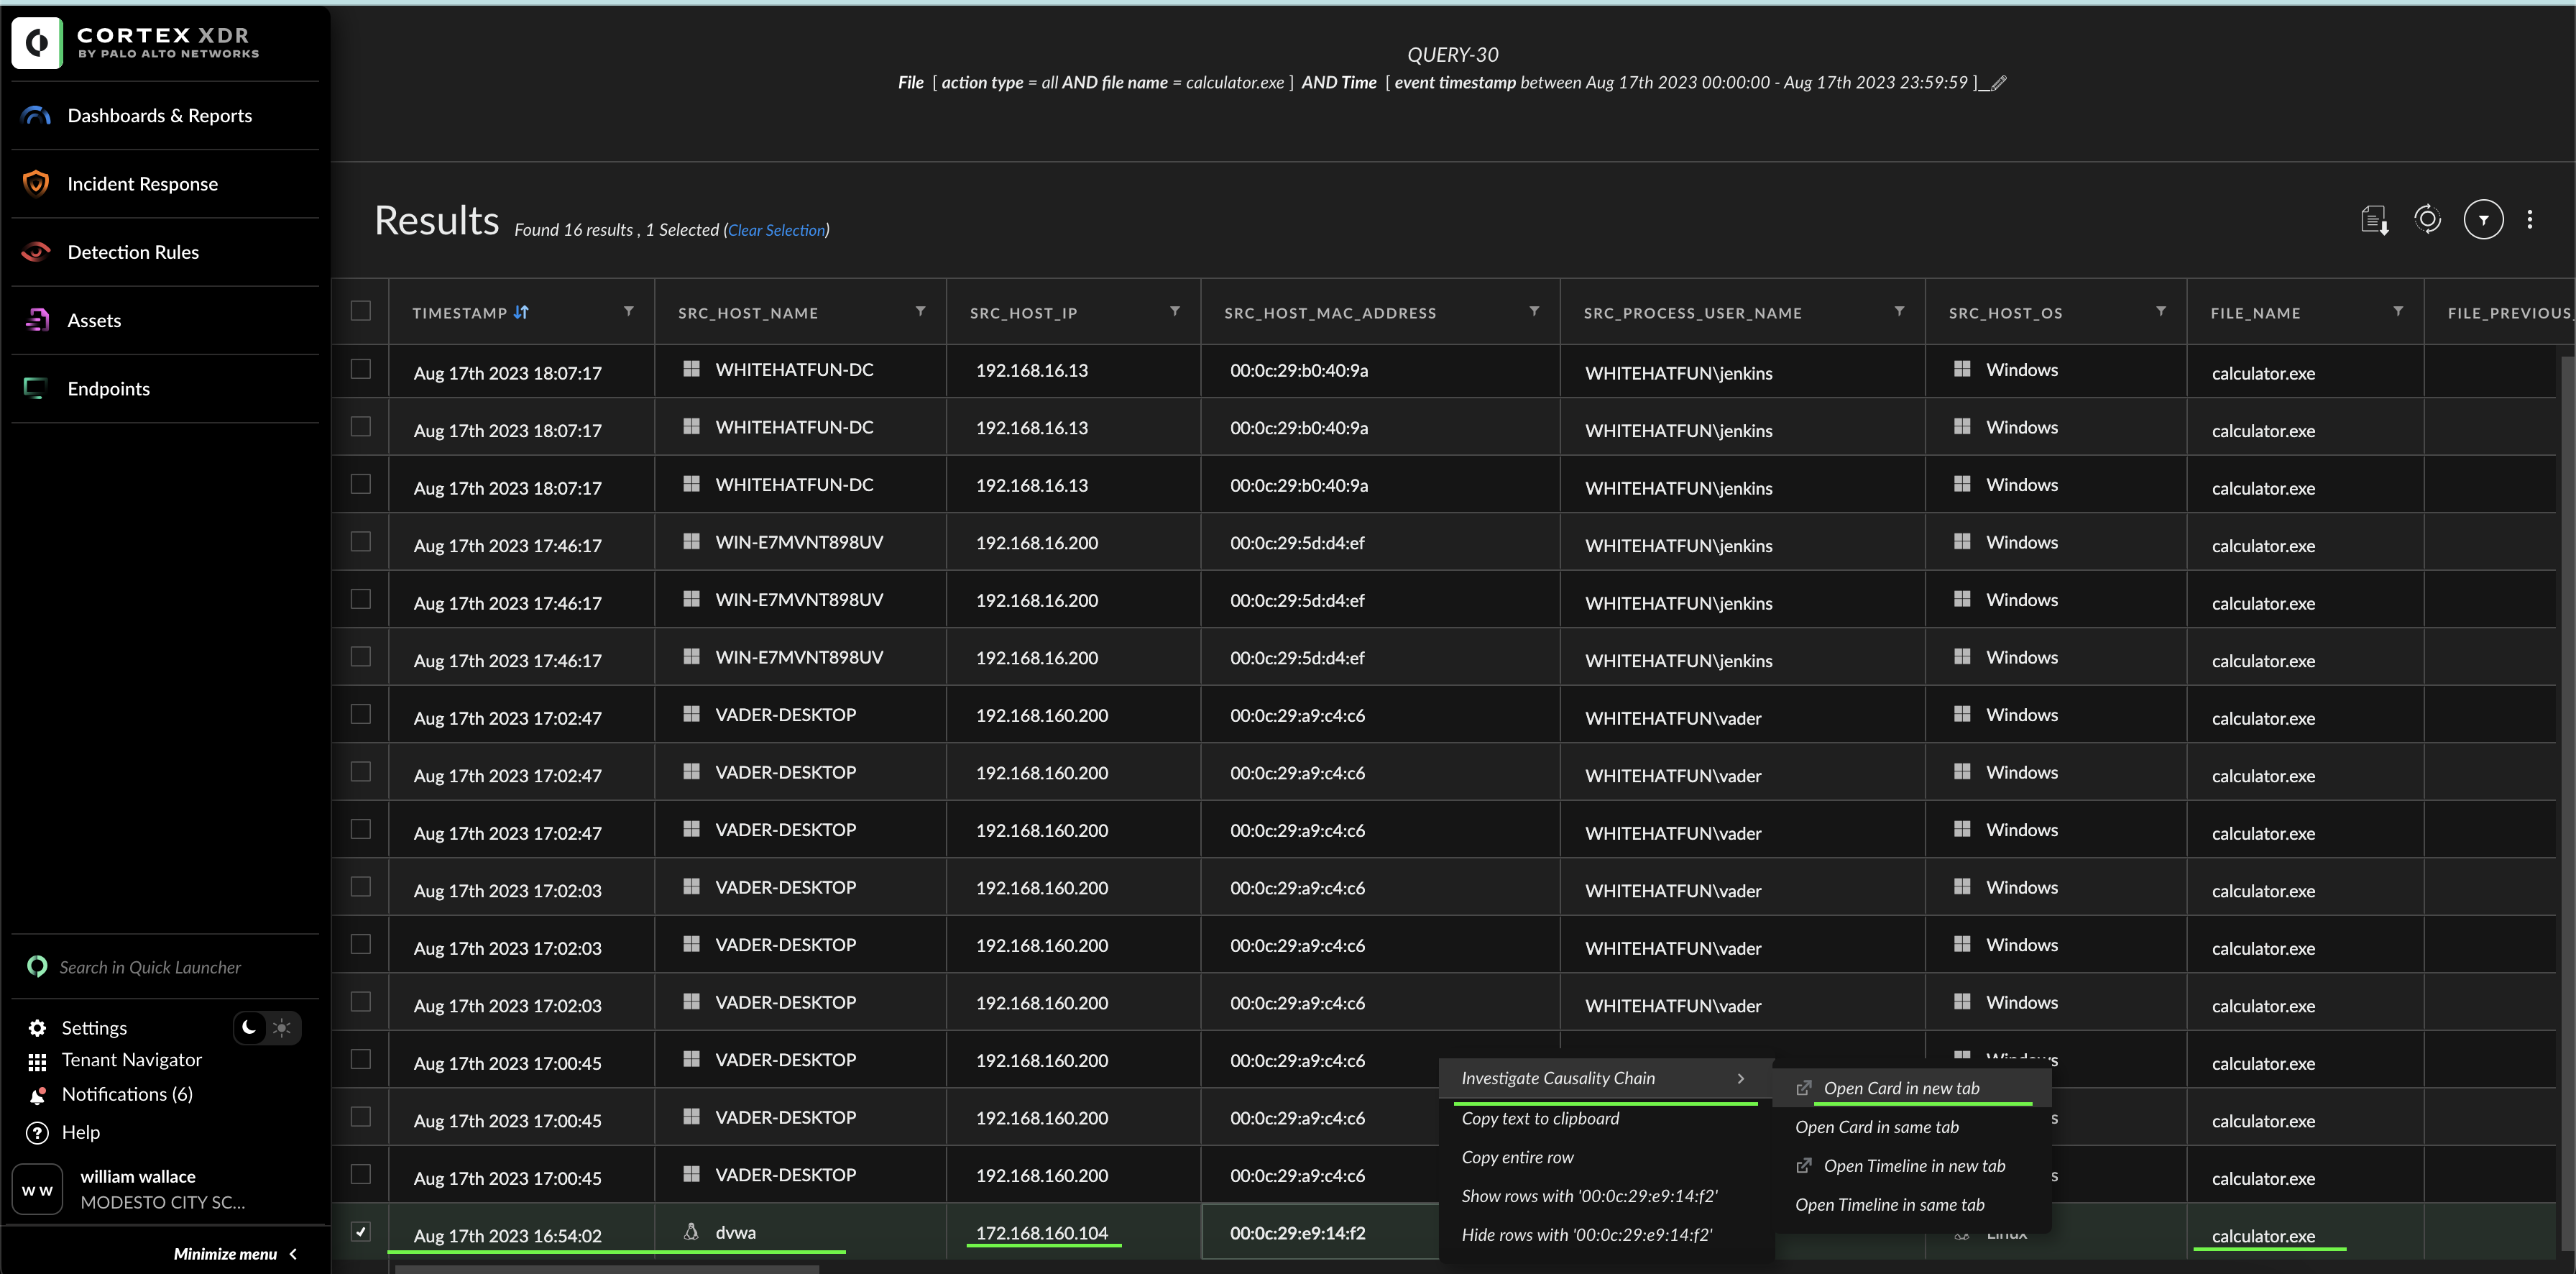 CORTEX XDR
BY PALO ALTO NETWORKS
Dashboards & Reports
Incident Response
Detection Rules
Assets
Endpoints
Search in Quick Launcher
Settings
Tenant Navigator
Notifications (6)
Help
W W
william wallace
MODESTO CITY SC...
Minimize menu
QUERY-30
File [ action type = all AND file name = calculator.exe ] AND Time [ event timestamp between Aug 17th 2023 00:00:00 - Aug 17th 2023 23:59:59 ]
Results Found 16 results , 1 Selected (Clear Selection)
TIMESTAMP SRC_HOST_NAME SRC_HOST_IP SRC_HOST_MAC_ADDRESS SRC_PROCESS_USER_NAME SRC_HOST_OS FILE_NAME FILE_PREVIOUS_
Aug 17th 2023 18:07:17 WHITEHATFUN-DC 192.168.16.13 00:0c:29:b0:40:9a WHITEHATFUN\jenkins Windows calculator.exe
Aug 17th 2023 18:07:17 WHITEHATFUN-DC 192.168.16.13 00:0c:29:b0:40:9a WHITEHATFUN\jenkins Windows calculator.exe
Aug 17th 2023 18:07:17 WHITEHATFUN-DC 192.168.16.13 00:0c:29:b0:40:9a WHITEHATFUN\jenkins Windows calculator.exe
Aug 17th 2023 17:46:17 WIN-E7MVNT898UV 192.168.16.200 00:0c:29:5d:d4:ef WHITEHATFUN\jenkins Windows calculator.exe
Aug 17th 2023 17:46:17 WIN-E7MVNT898UV 192.168.16.200 00:0c:29:5d:d4:ef WHITEHATFUN\jenkins Windows calculator.exe
Aug 17th 2023 17:46:17 WIN-E7MVNT898UV 192.168.16.200 00:0c:29:5d:d4:ef WHITEHATFUN\jenkins Windows calculator.exe
Aug 17th 2023 17:02:47 VADER-DESKTOP 192.168.160.200 00:0c:29:a9:c4:c6 WHITEHATFUN\vader Windows calculator.exe
Aug 17th 2023 17:02:47 VADER-DESKTOP 192.168.160.200 00:0c:29:a9:c4:c6 WHITEHATFUN\vader Windows calculator.exe
Aug 17th 2023 17:02:47 VADER-DESKTOP 192.168.160.200 00:0c:29:a9:c4:c6 WHITEHATFUN\vader Windows calculator.exe
Aug 17th 2023 17:02:03 VADER-DESKTOP 192.168.160.200 00:0c:29:a9:c4:c6 WHITEHATFUN\vader Windows calculator.exe
Aug 17th 2023 17:02:03 VADER-DESKTOP 192.168.160.200 00:0c:29:a9:c4:c6 WHITEHATFUN\vader Windows calculator.exe
Aug 17th 2023 17:02:03 VADER-DESKTOP 192.168.160.200 00:0c:29:a9:c4:c6 WHITEHATFUN\vader Windows calculator.exe
Aug 17th 2023 17:00:45 VADER-DESKTOP 192.168.160.200 00:0c:29:a9:c4:c6 Windows calculator.exe
Aug 17th 2023 17:00:45 VADER-DESKTOP 192.168.160.200 00:0c:29:a9:c4:c6 s calculator.exe
Aug 17th 2023 17:00:45 VADER-DESKTOP 192.168.160.200 00:0c:29:a9:c4:c6 s calculator.exe
Aug 17th 2023 16:54:02 dvwa 172.168.160.104 00:0c:29:e9:14:f2 Linux calculator.exe
Investigate Causality Chain
Copy text to clipboard
Copy entire row
Show rows with '00:0c:29:e9:14:f2'
Hide rows with '00:0c:29:e9:14:f2'
Open Card in new tab
Open Card in same tab
Open Timeline in new tab
Open Timeline in same tab